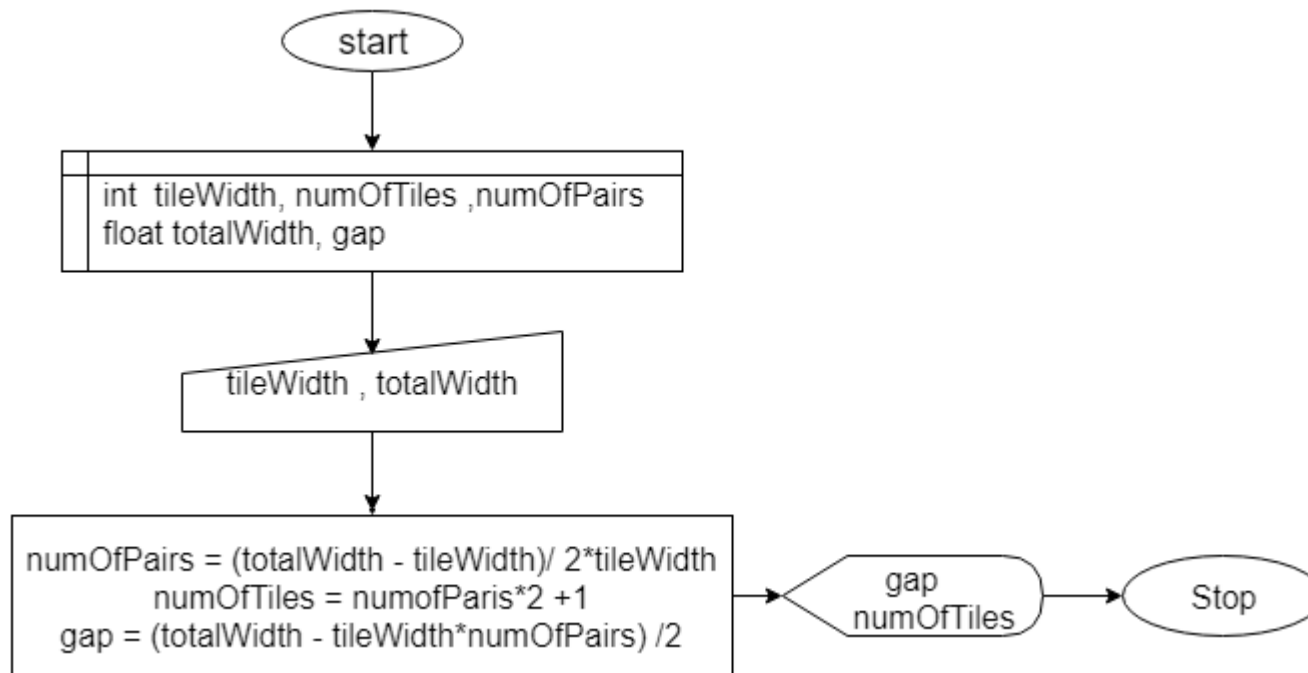 start
int tileWidth, numOfTiles ,numOfPairs
float totalWidth, gap
tileWidth , totalWidth
numOfPairs = (totalWidth - tileWidth)/ 2*tileWidth
numOfTiles = numofParis*2 +1
gap = (totalWidth - tileWidth*numOfPairs) /2
gap
numOfTiles
Stop